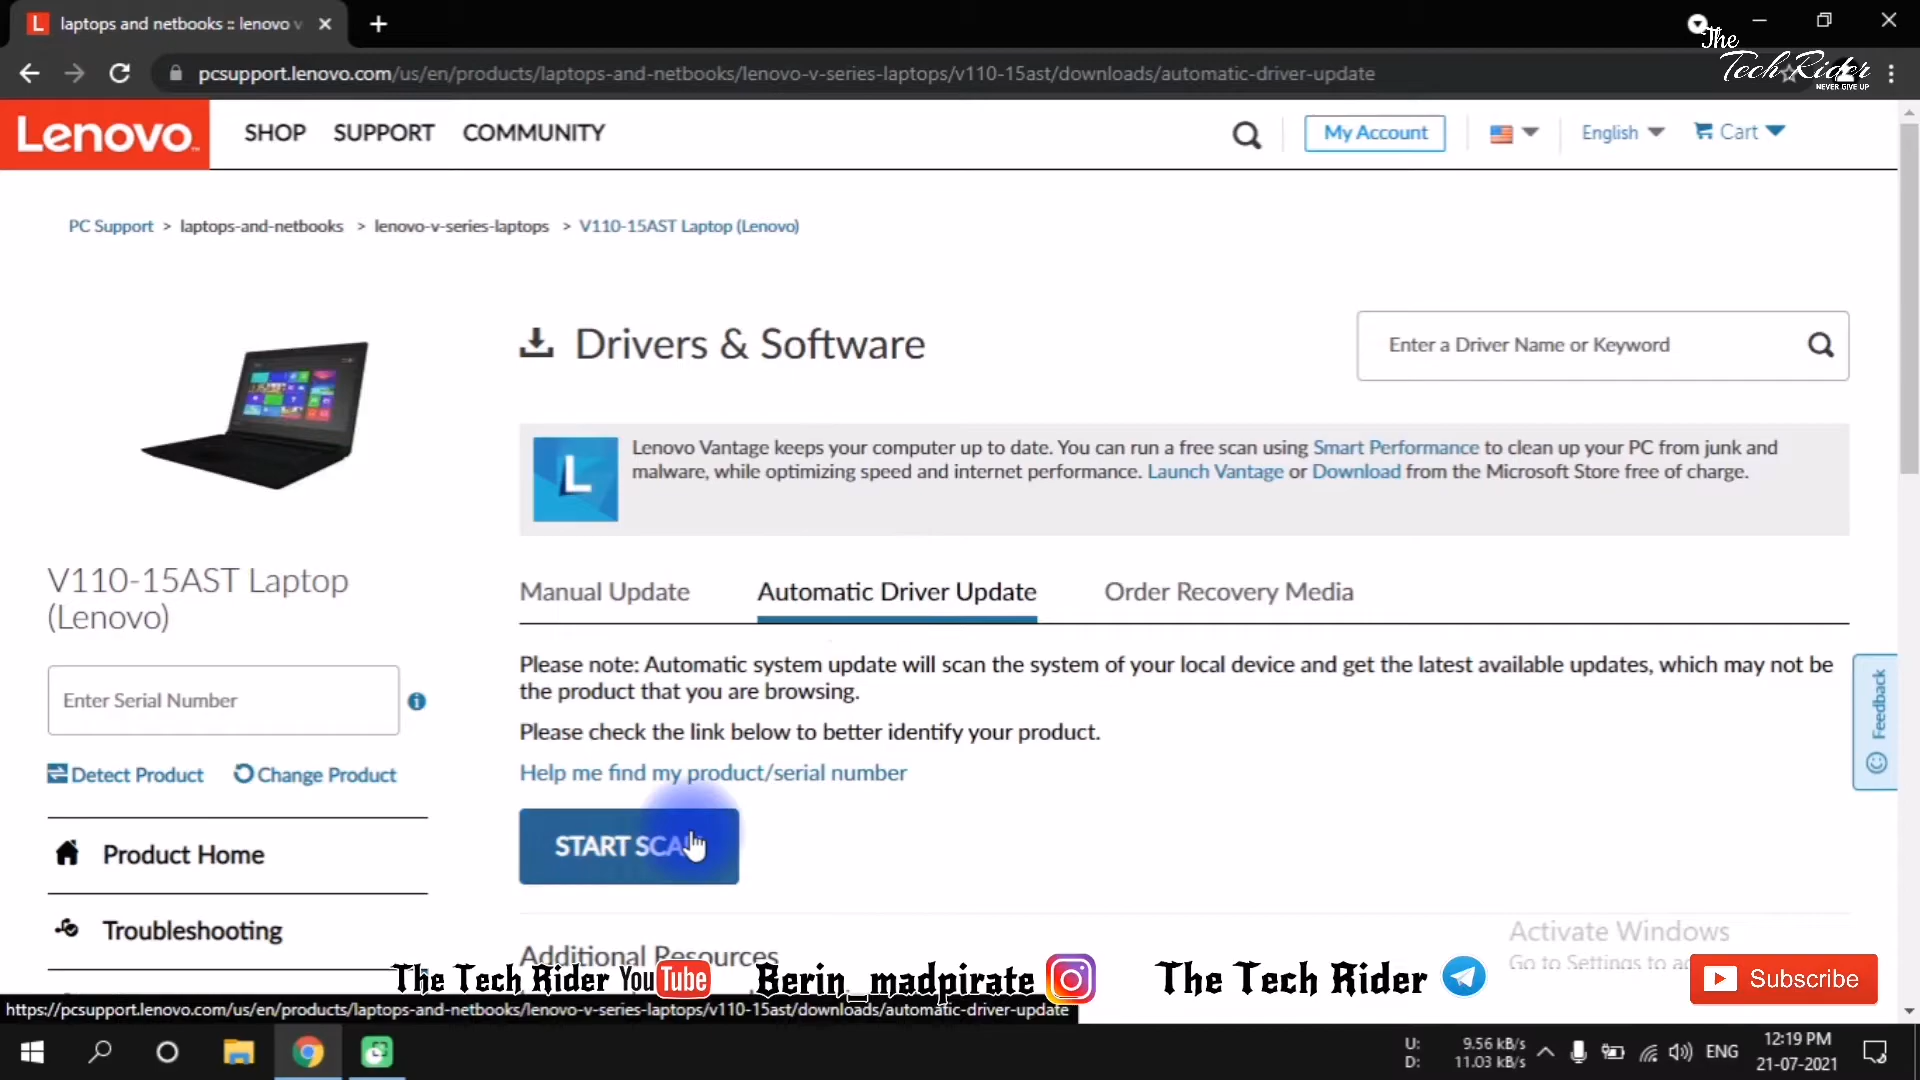 laptops and netbooks :: lenovo v
The
Tech Rider
NEVER GIVE UP
pcsupport.lenovo.com/us/en/products/laptops-and-netbooks/lenovo-v-series-laptops/v110-15ast/downloads/automatic-driver-update
Lenovo
SHOP SUPPORT COMMUNITY
My Account
English
Cart
PC Support > laptops-and-netbooks > lenovo-v-series-laptops > V110-15AST Laptop (Lenovo)
Drivers & Software
Enter a Driver Name or Keyword
L
Lenovo Vantage keeps your computer up to date. You can run a free scan using Smart Performance to clean up your PC from junk and
malware, while optimizing speed and internet performance. Launch Vantage or Download from the Microsoft Store free of charge.
V110-15AST Laptop
(Lenovo)
Enter Serial Number
Detect Product Change Product
Product Home
Troubleshooting
Manual Update Automatic Driver Update Order Recovery Media
Please note: Automatic system update will scan the system of your local device and get the latest available updates, which may not be
the product that you are browsing.
Please check the link below to better identify your product.
Help me find my product/serial number
START SCA
Feedback
Additional Resources
Activate Windows
Go to Settings to
The Tech Rider YouTube
Berin_madpirate
The Tech Rider
Subscribe
https://pcsupport.lenovo.com/us/en/products/laptops-and-netbooks/lenovo-v-series-laptops/v110-15ast/downloads/automatic-driver-update
U: 9.56 kB/s
D: 11.03 kB/s
ENG
12:19 PM
21-07-2021